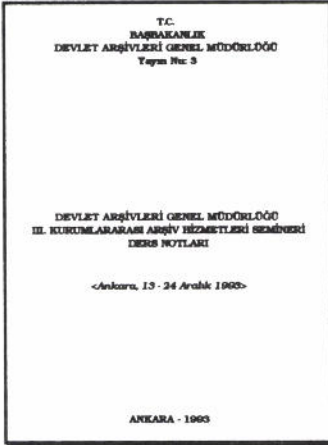 T.C.
BAŞBAKANLIK
DEVLET ARŞİVLERİ GENEL MÜDÜRLÜĞÜ
Yayın Nu: 3
DEVLET ARŞİVLERİ GENEL MÜDÜRLÜĞÜ
III. KURUMLARARASI ARŞİV HİZMETLERİ SEMİNERİ
DERS NOTLARI
<Ankara, 13 - 24 Aralık 1993>
ANKARA - 1993